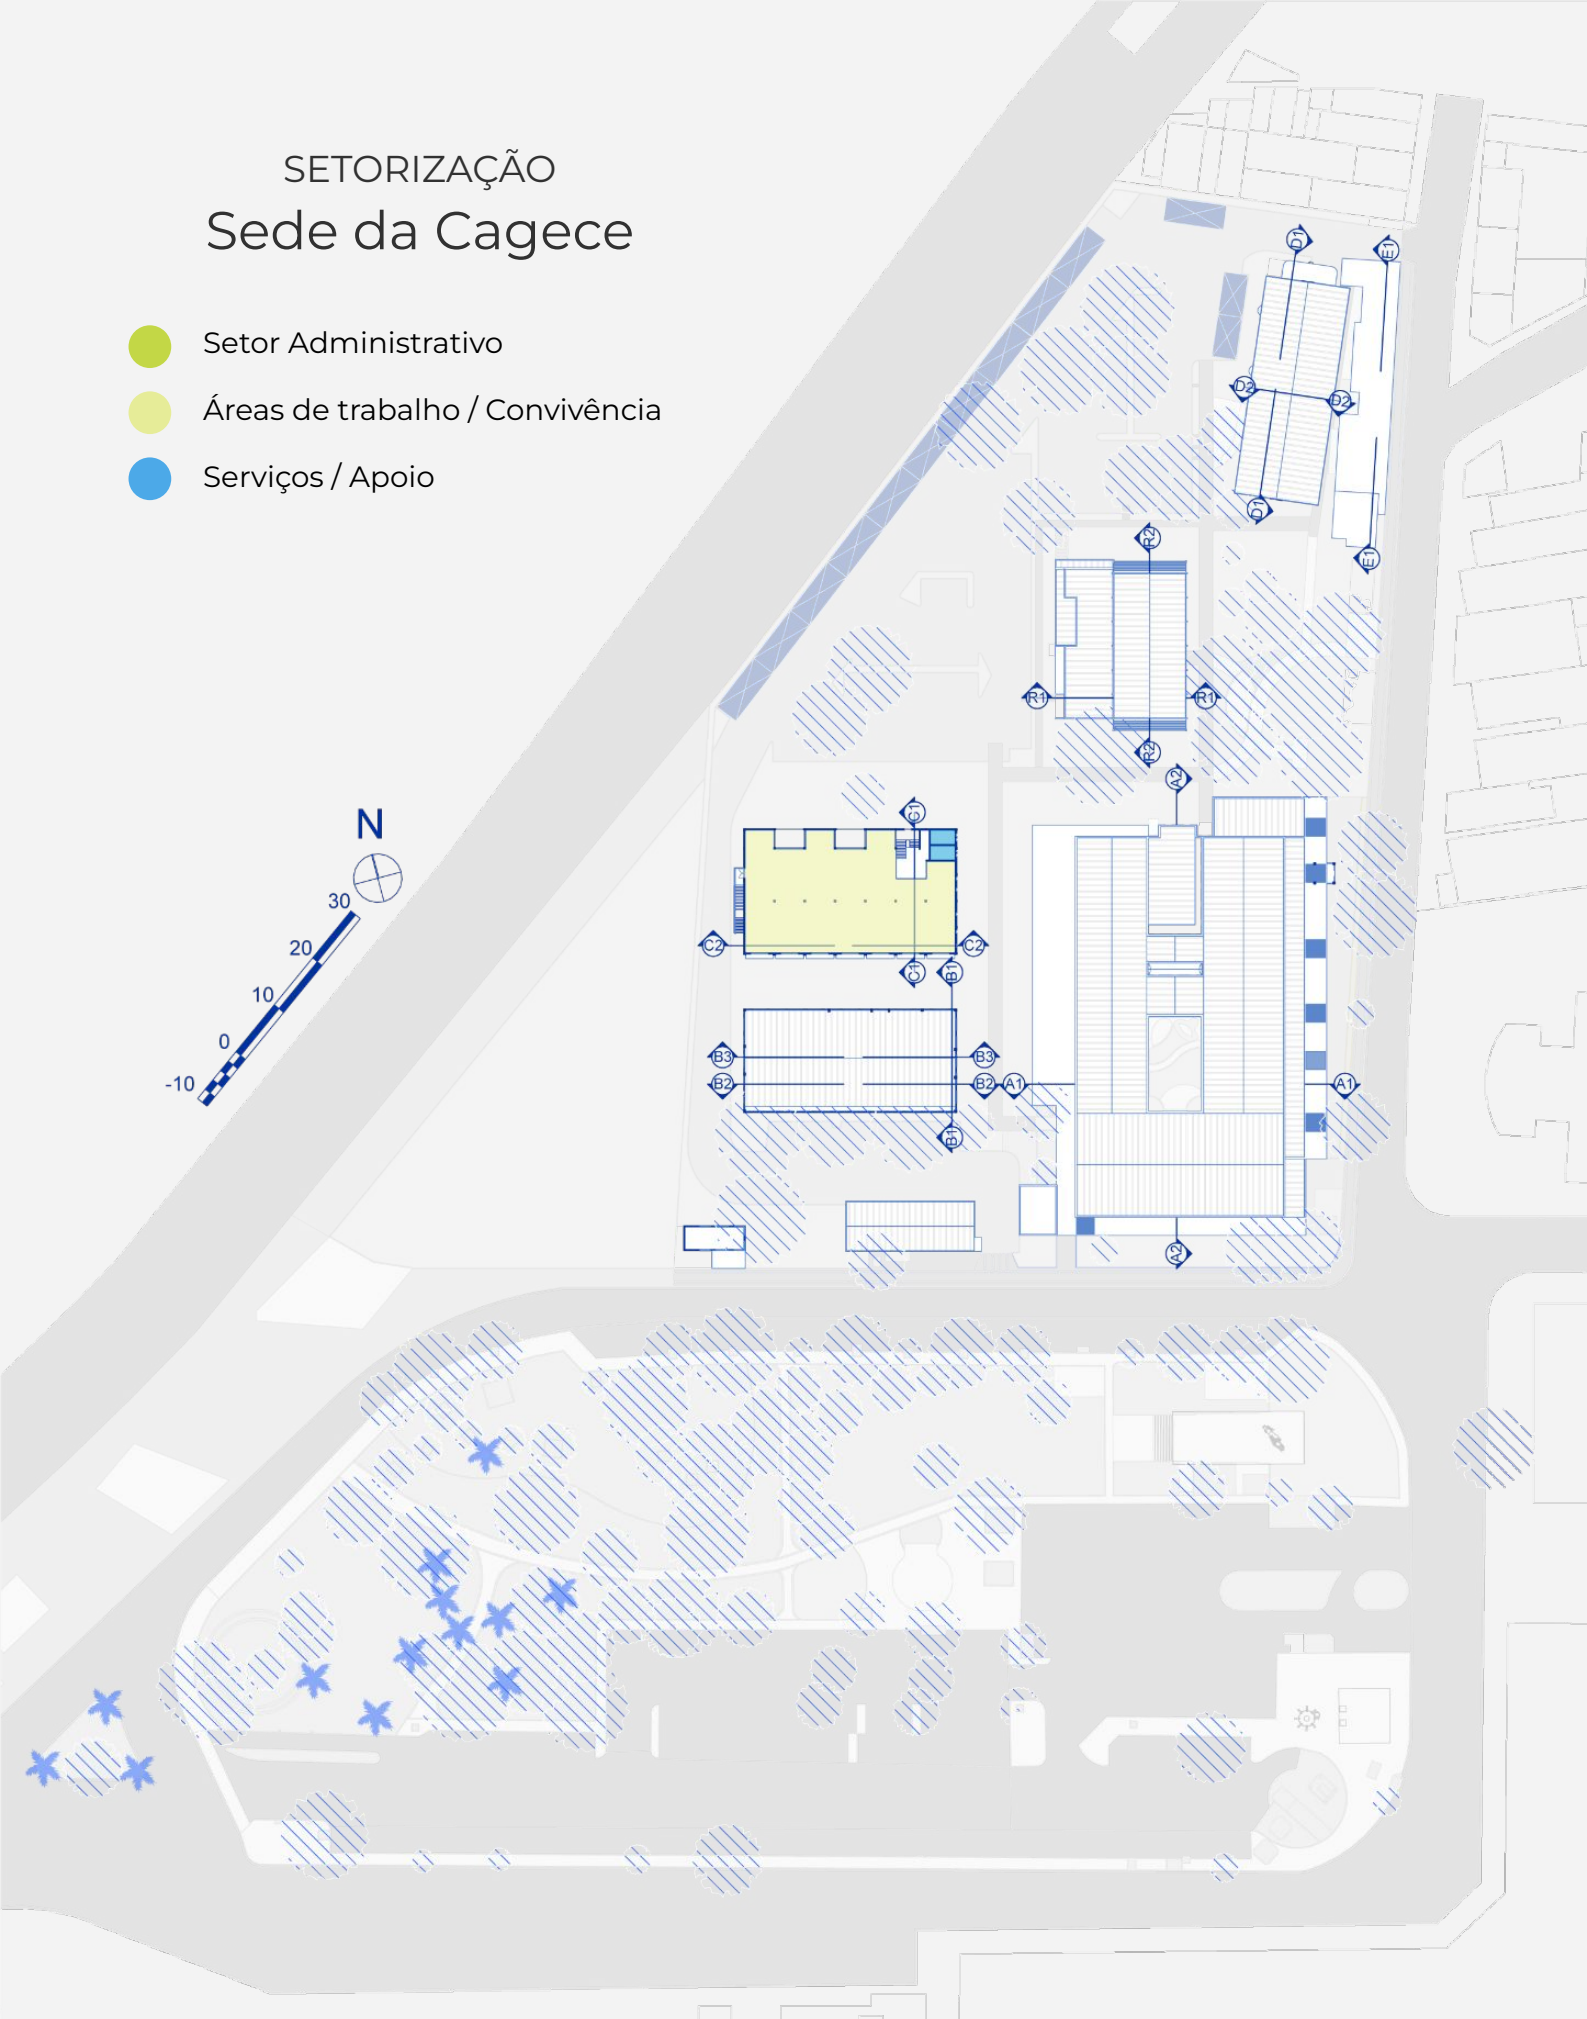 SETORIZAÇÃO
Sede da Cagece
Setor Administrativo
Áreas de trabalho / Convivência
Serviços / Apoio
D1
E1
D2
D2
D1
E1
R2
R1
R1
R2
A2
N
30
20
10
0
-10
C1
C2
C2
C1
B1
B3
B3
B2
B2
A1
A1
B1
A2